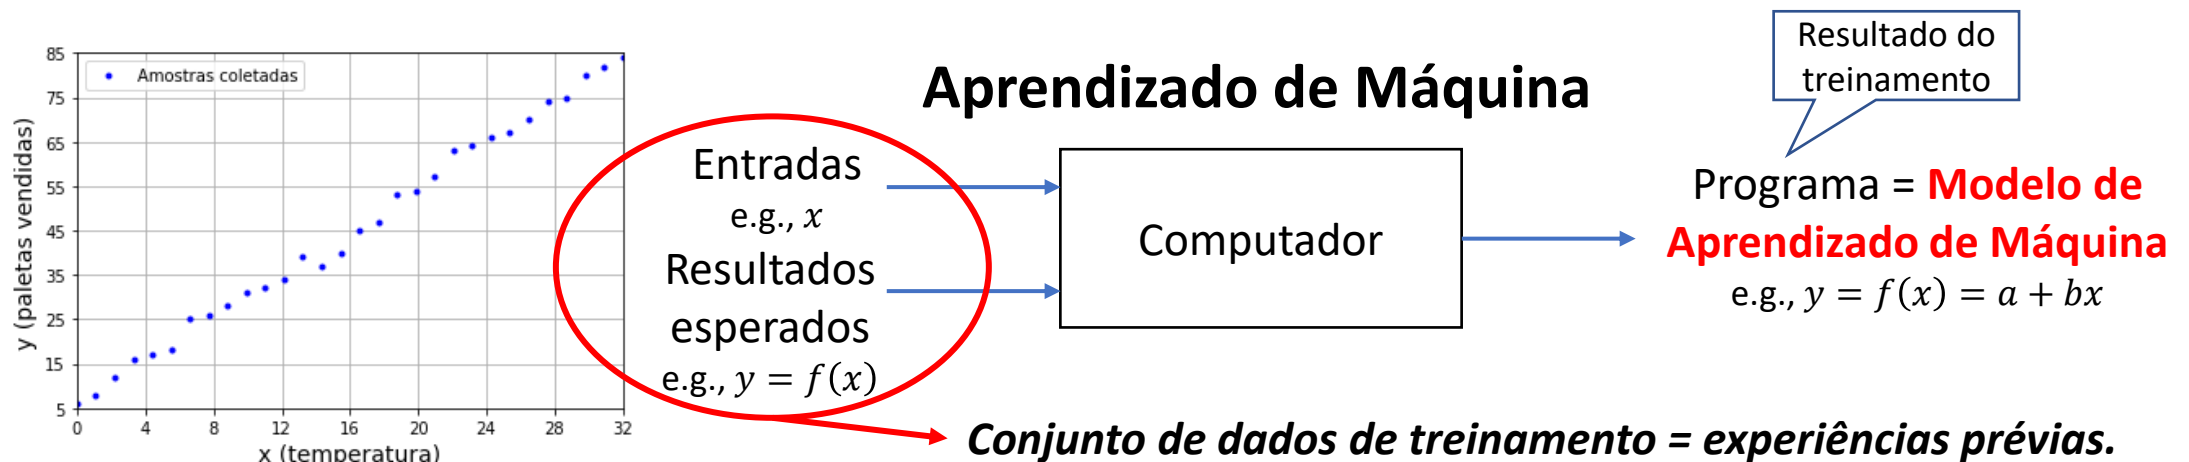 85
75
65
55
45
35
25
15
5
y (paletas vendidas)
Amostras coletadas
0 4 8 12 16 20 24 28 32
x (temperatura)
Aprendizado de Máquina
Entradas
e.g., x
Resultados
esperados
e.g., y = f(x)
Computador
Resultado do
treinamento
Programa = Modelo de
Aprendizado de Máquina
e.g., y = f(x) = a + bx
Conjunto de dados de treinamento = experiências prévias.